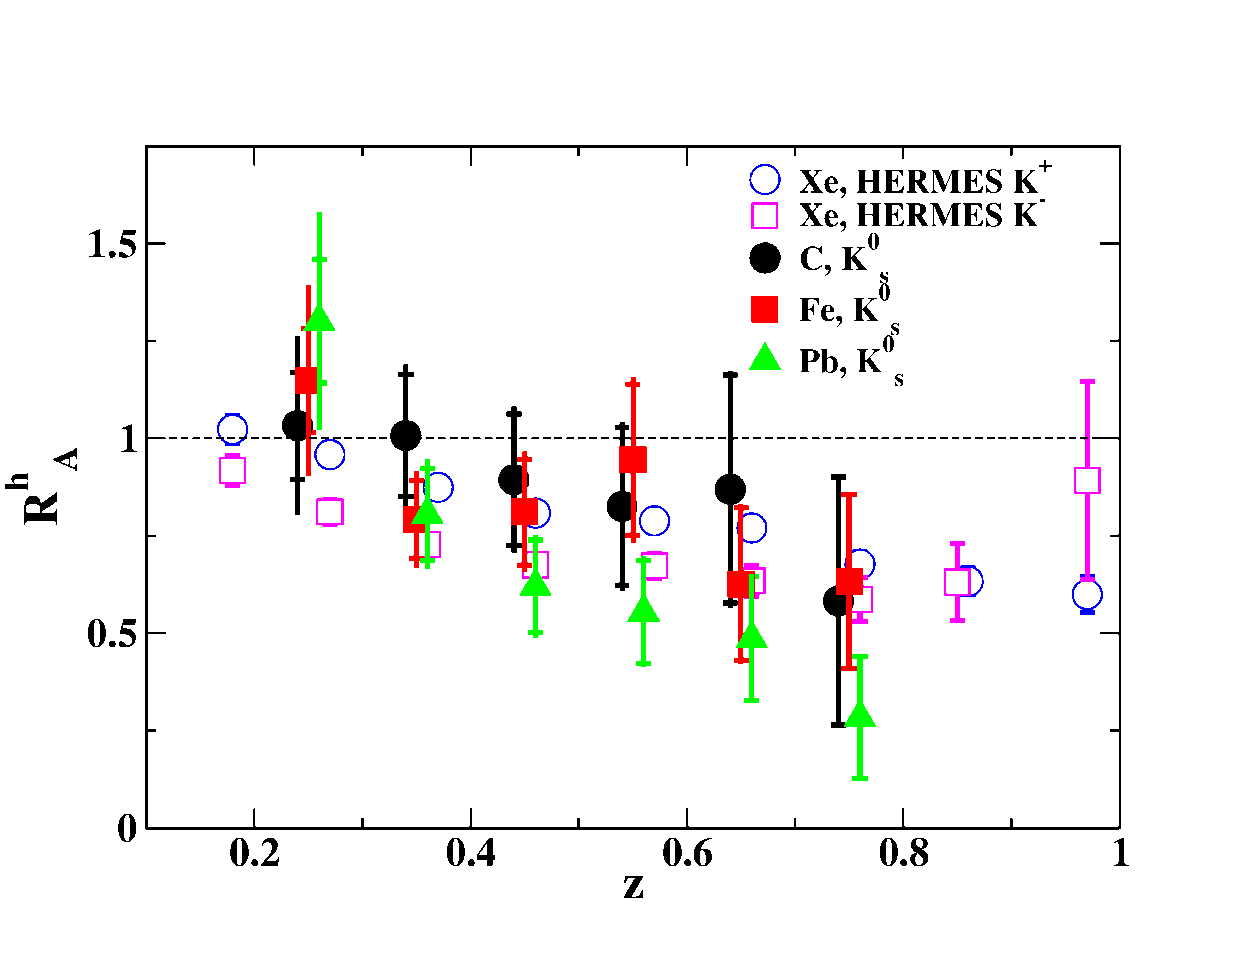 Xe, HERMES K+
Xe, HERMES K-
C, K0s
Fe, K0s
Pb, K0s
1.5
1
0.5
0
RhA
0.2 0.4 0.6 0.8 1
z